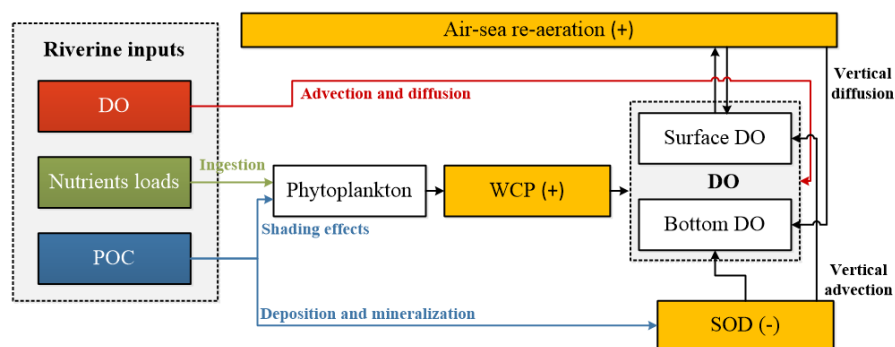 Air-sea re-aeration (+)
Riverine inputs
DO
Advection and diffusion
Vertical
diffusion
Surface DO
Nutrients loads
Ingestion
Phytoplankton
WCP (+)
DO
Shading effects
POC
Bottom DO
Vertical
advection
Deposition and mineralization
SOD (-)